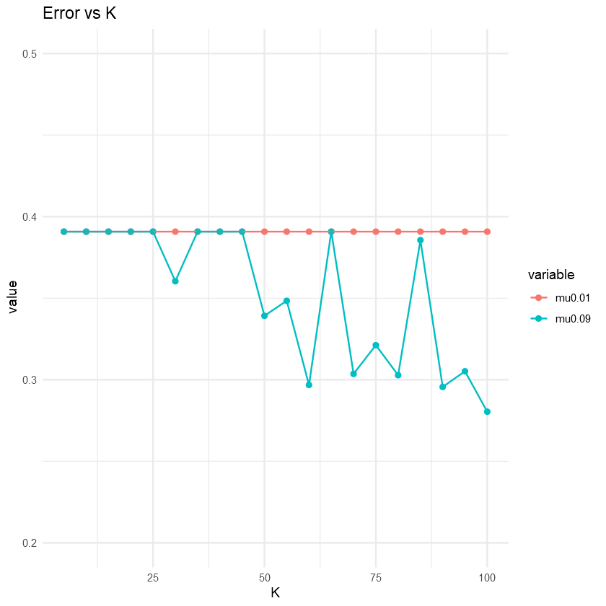 Error vs K
0.5
0.4
0.3
0.2
value
25 50 75 100
K
variable
mu0.01
mu0.09